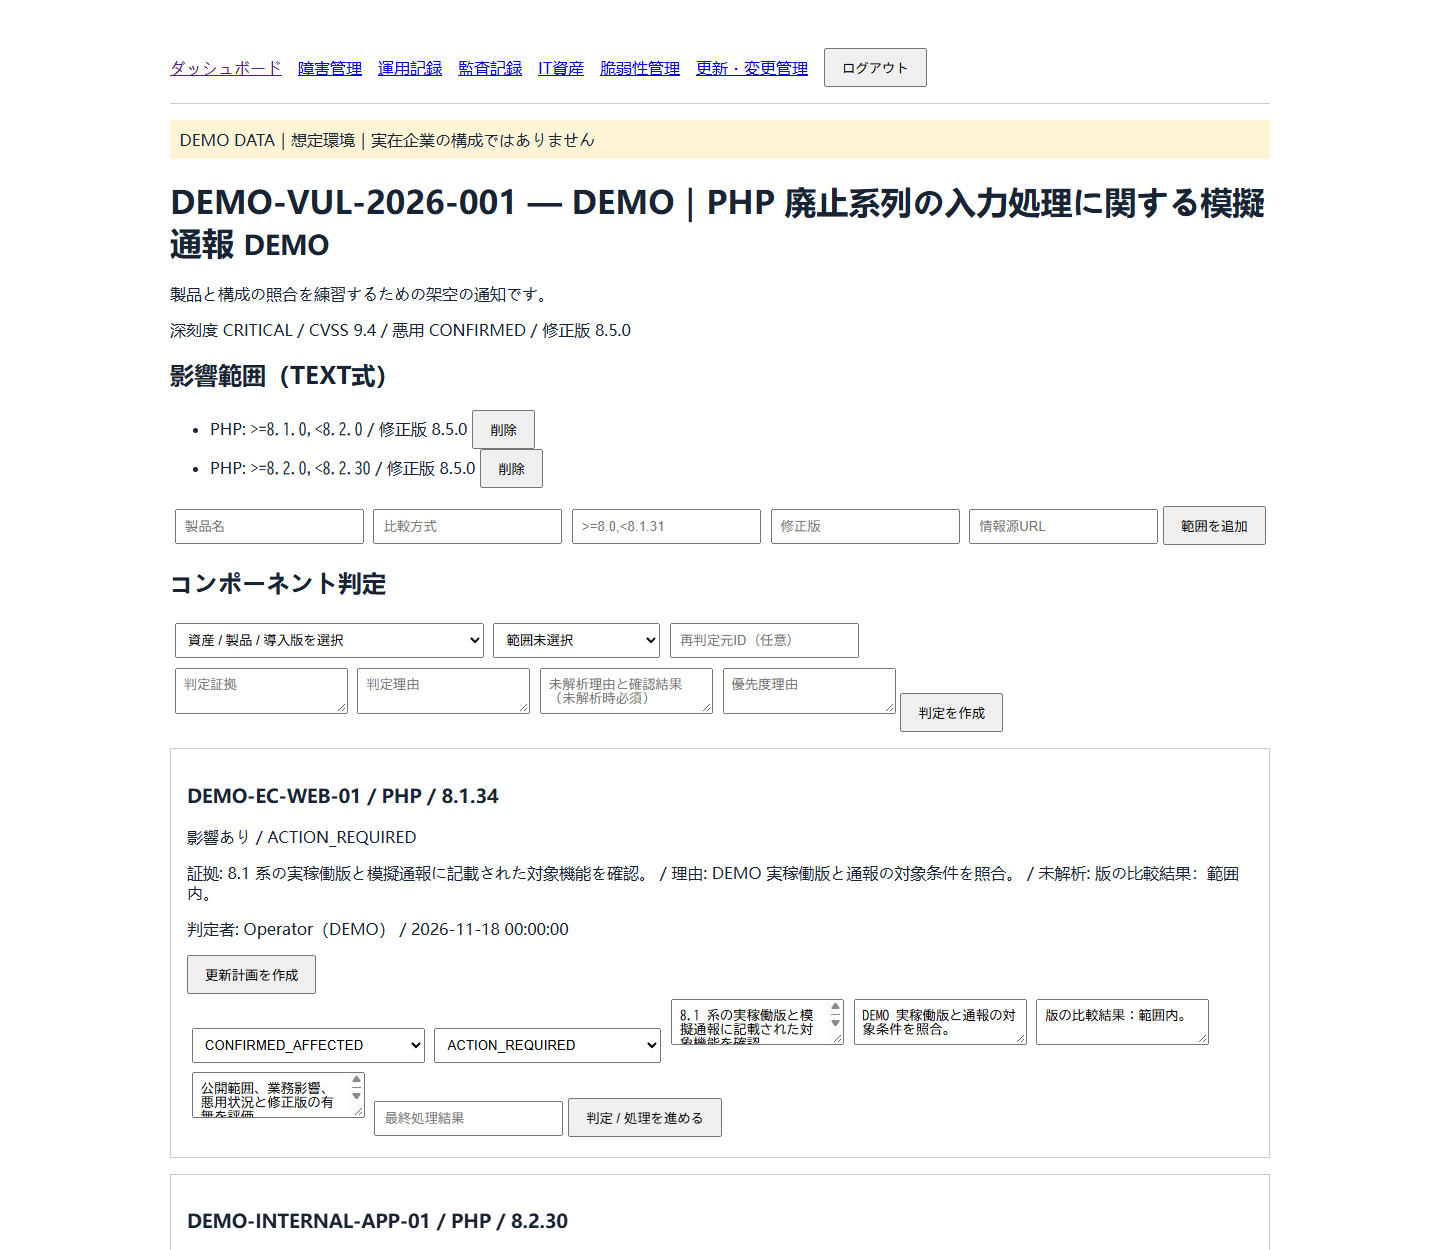 ダッシュボード 障害管理 運用記録 監査記録 IT資産 脆弱性管理 更新・変更管理 ログアウト
DEMO DATA | 想定環境 | 実在企業の構成ではありません
DEMO-VUL-2026-001 — DEMO | PHP 廃止系列の入力処理に関する模擬
通報 DEMO
製品と構成の照合を練習するための架空の通知です。
深刻度 CRITICAL / CVSS 9.4 / 悪用 CONFIRMED / 修正版 8.5.0
影響範囲（TEXT式）
• PHP: >=8.1.0,<8.2.0 / 修正版 8.5.0 削除
• PHP: >=8.2.0,<8.2.30 / 修正版 8.5.0 削除
製品名 比較方式 >=8.0,<8.1.31 修正版 情報源URL 範囲を追加
コンポーネント判定
資産 / 製品 / 導入版を選択 範囲未選択 再判定元ID（任意）
判定証拠 判定理由 未解析理由と確認結果
（未解析時必須） 優先度理由 判定を作成
DEMO-EC-WEB-01 / PHP / 8.1.34
影響あり / ACTION_REQUIRED
証拠: 8.1 系の実稼働版と模擬通報に記載された対象機能を確認。 / 理由: DEMO 実稼働版と通報の対象条件を照合。 / 未解析: 版の比較結果：範囲
内。
判定者: Operator（DEMO） / 2026-11-18 00:00:00
更新計画を作成
CONFIRMED_AFFECTED ACTION_REQUIRED 8.1 系の実稼働版と模
擬通報に記載された対
象機能を確認 DEMO 実稼働版と通報の対
象条件を照合。 版の比較結果：範囲内。
公開範囲、業務影響、
悪用状況と修正版の有
無を評価 最終処理結果 判定 / 処理を進める
DEMO-INTERNAL-APP-01 / PHP / 8.2.30